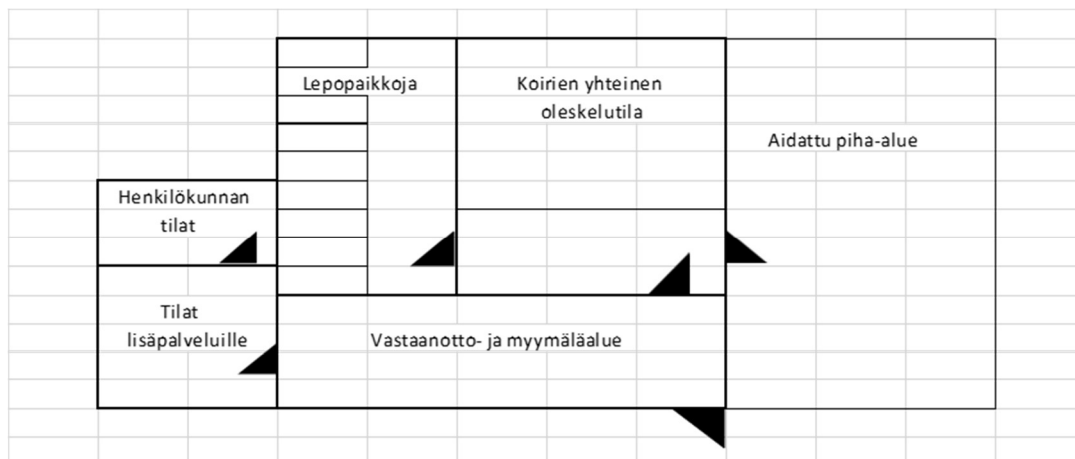 Lepopaikkoja
Koirien yhteinen
oleskelutila
Aidattu piha-alue
Henkilökunnan
tilat
Tilat
lisäpalveluille
Vastaanotto- ja myymäläalue